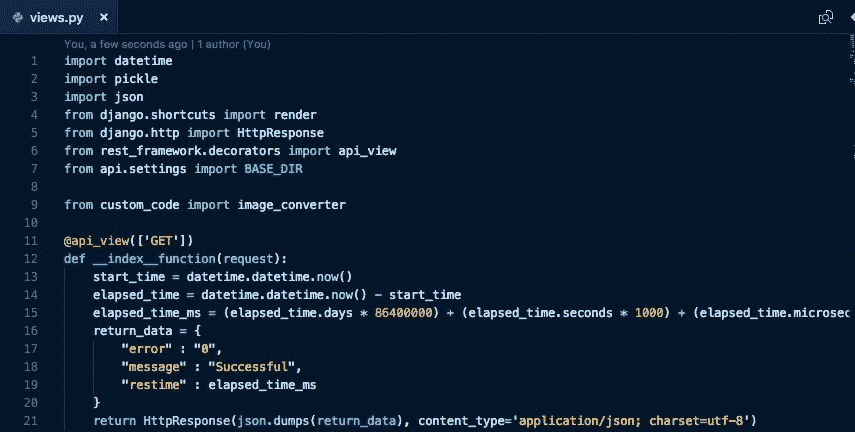 views.py ×
You, a few seconds ago | 1 author (You)
1 import datetime
2 import pickle
3 import json
4 from django.shortcuts import render
5 from django.http import HttpResponse
6 from rest_framework.decorators import api_view
7 from api.settings import BASE_DIR
8
9 from custom_code import image_converter
10
11 @api_view(['GET'])
12 def __index__function(request):
13     start_time = datetime.datetime.now()
14     elapsed_time = datetime.datetime.now() - start_time
15     elapsed_time_ms = (elapsed_time.days * 86400000) + (elapsed_time.seconds * 1000) + (elapsed_time.microsec
16     return_data = {
17         "error" : "0",
18         "message" : "Successful",
19         "restime" : elapsed_time_ms
20     }
21     return HttpResponse(json.dumps(return_data), content_type='application/json; charset=utf-8')